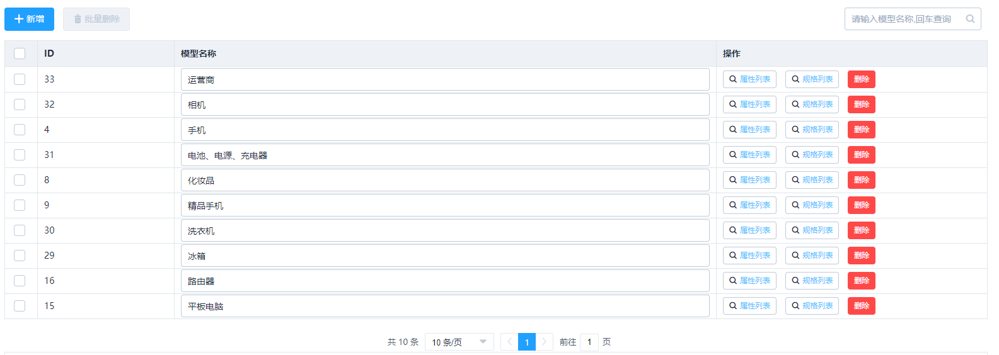 新增 批量删除 请输入模型名称,回车查询
ID 模型名称 操作
33 运营商 属性列表 规格列表 删除
32 相机 属性列表 规格列表 删除
4 手机 属性列表 规格列表 删除
31 电池、电源、充电器 属性列表 规格列表 删除
8 化妆品 属性列表 规格列表 删除
9 精品手机 属性列表 规格列表 删除
30 洗衣机 属性列表 规格列表 删除
29 冰箱 属性列表 规格列表 删除
16 路由器 属性列表 规格列表 删除
15 平板电脑 属性列表 规格列表 删除
共 10 条 10 条/页 1 前往 1 页